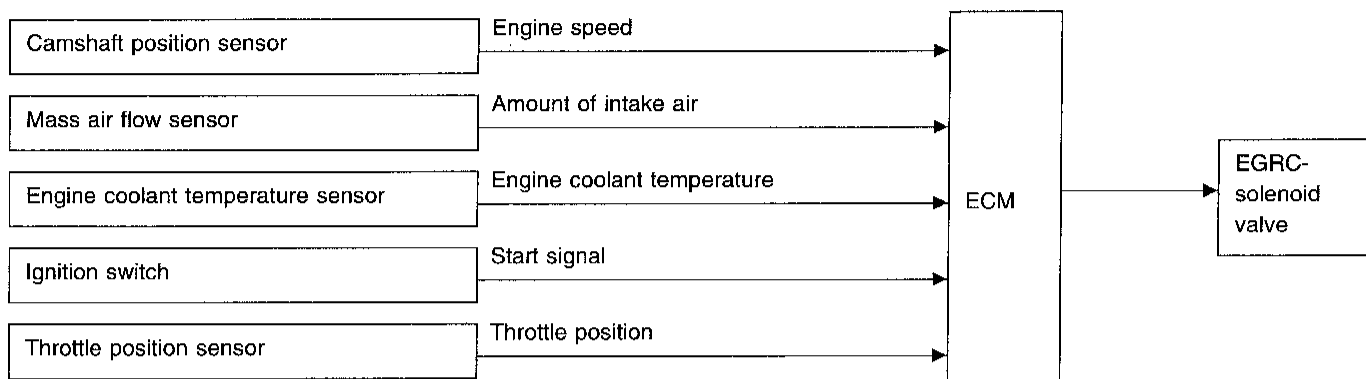 Camshaft position sensor
Engine speed
Mass air flow sensor
Amount of intake air
Engine coolant temperature sensor
Engine coolant temperature
Ignition switch
Start signal
Throttle position sensor
Throttle position
ECM
EGRC-
solenoid
valve